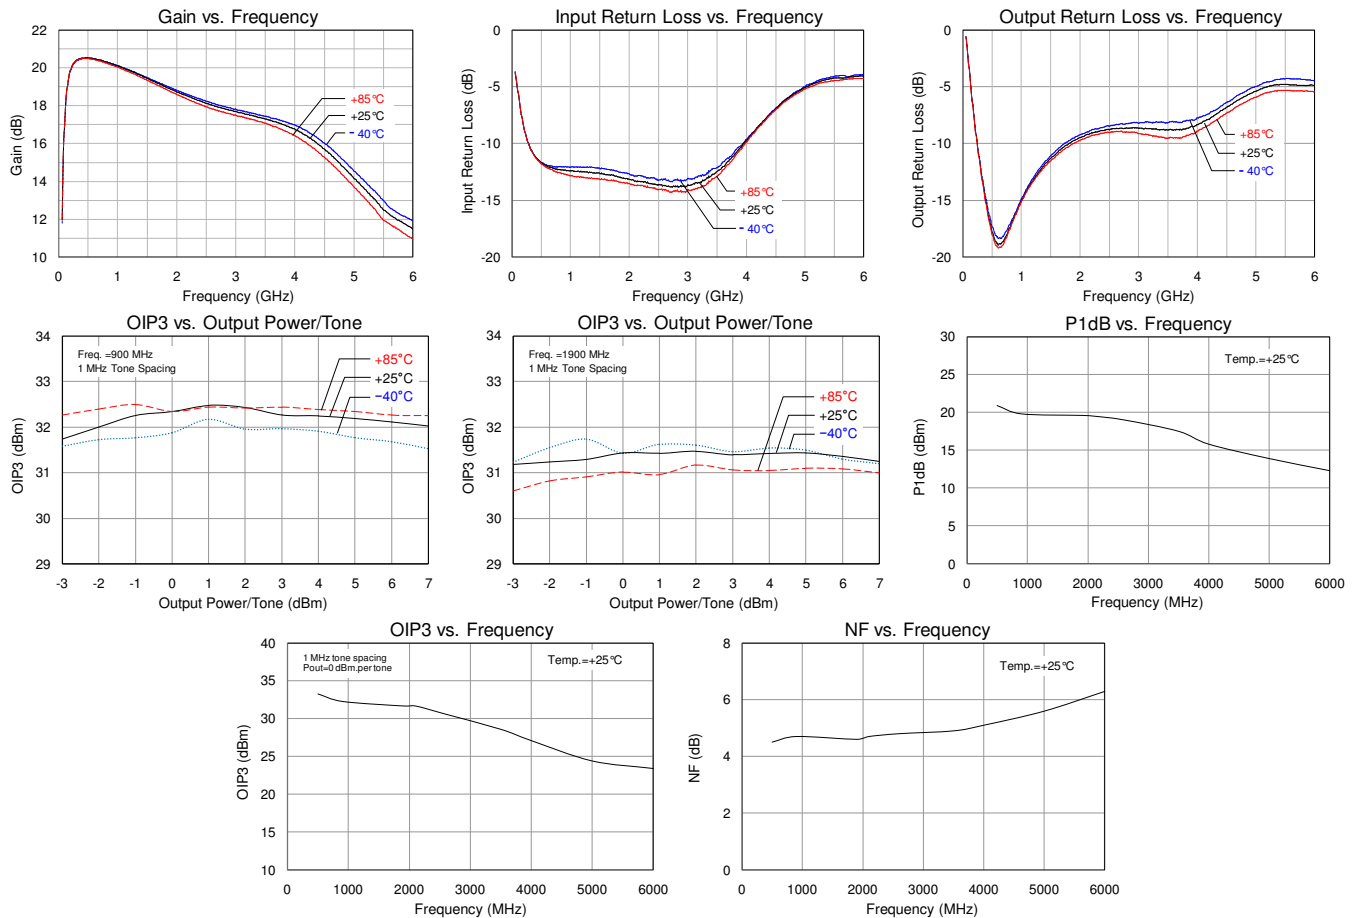 Gain vs. Frequency
22
20
18
16
14
12
10
Gain (dB)
+85°C
+25°C
-40°C
0 1 2 3 4 5 6
Frequency (GHz)
Input Return Loss vs. Frequency
0
-5
-10
-15
-20
Input Return Loss (dB)
+85°C
+25°C
-40°C
0 1 2 3 4 5 6
Frequency (GHz)
Output Return Loss vs. Frequency
0
-5
-10
-15
-20
Output Return Loss (dB)
+85°C
+25°C
-40°C
0 1 2 3 4 5 6
Frequency (GHz)
OIP3 vs. Output Power/Tone
34
33
32
31
30
29
OIP3 (dBm)
Freq. =900 MHz
1 MHz Tone Spacing
+85°C
+25°C
−40°C
-3 -2 -1 0 1 2 3 4 5 6 7
Output Power/Tone (dBm)
OIP3 vs. Output Power/Tone
34
33
32
31
30
29
OIP3 (dBm)
Freq. =1900 MHz
1 MHz Tone Spacing
+85°C
+25°C
−40°C
-3 -2 -1 0 1 2 3 4 5 6 7
Output Power/Tone (dBm)
P1dB vs. Frequency
30
25
20
15
10
5
0
P1dB (dBm)
Temp.=+25°C
0 1000 2000 3000 4000 5000 6000
Frequency (MHz)
OIP3 vs. Frequency
40
35
30
25
20
15
10
OIP3 (dBm)
1 MHz tone spacing
Pout=0 dBm.per tone
Temp.=+25°C
0 1000 2000 3000 4000 5000 6000
Frequency (MHz)
NF vs. Frequency
8
6
4
2
0
NF (dB)
Temp.=+25°C
0 1000 2000 3000 4000 5000 6000
Frequency (MHz)